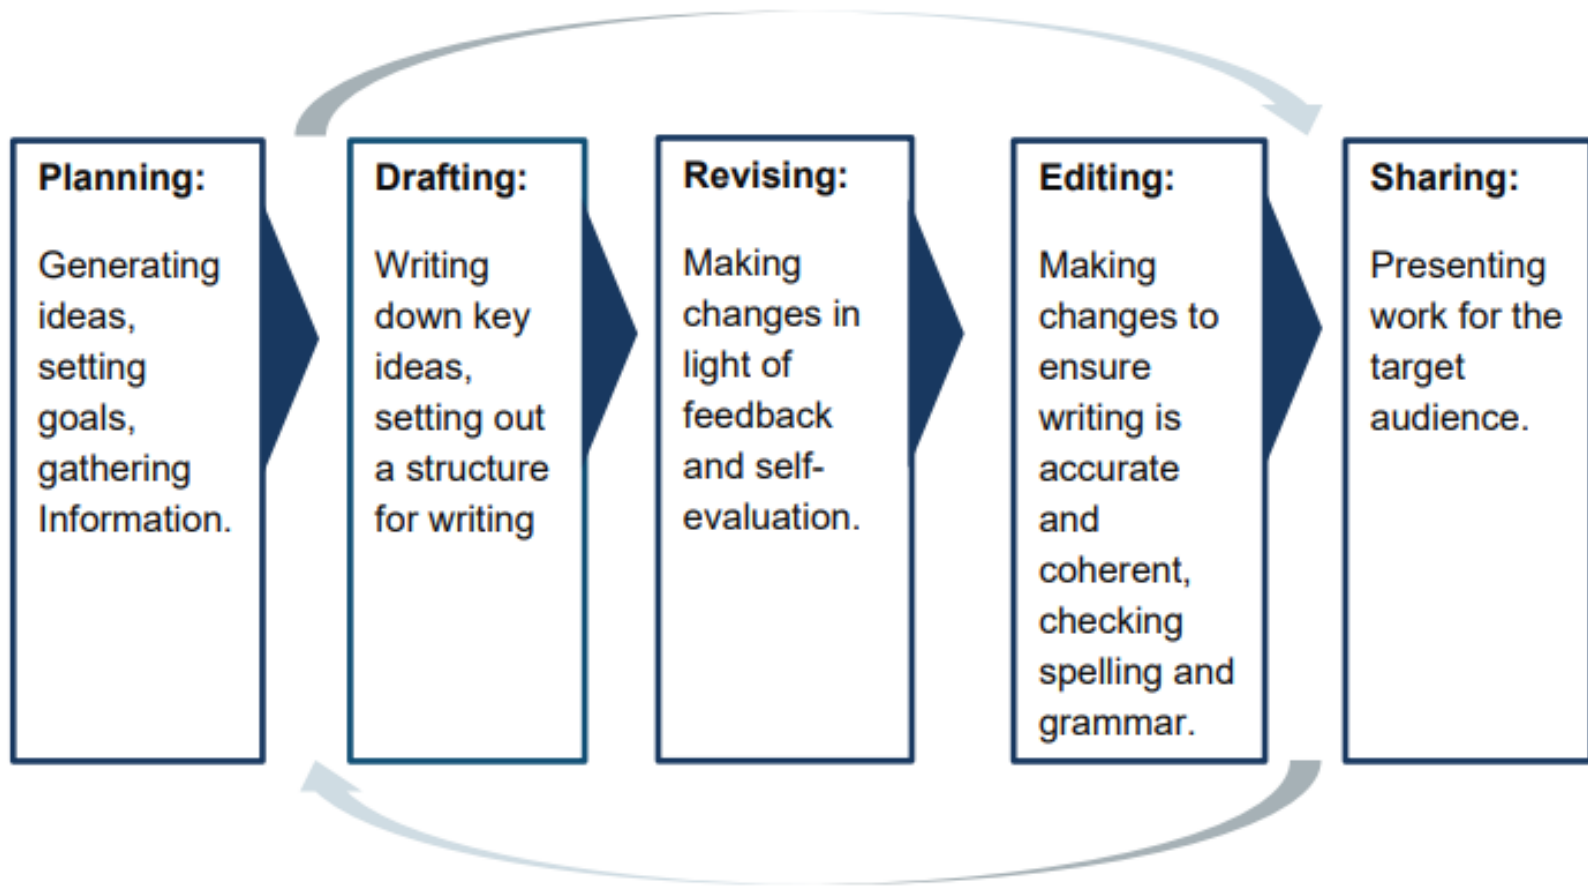 Planning:
Generating
ideas,
setting
goals,
gathering
Information.
Drafting:
Writing
down key
ideas,
setting out
a structure
for writing
Revising:
Making
changes in
light of
feedback
and self-
evaluation.
Editing:
Making
changes to
ensure
writing is
accurate
and
coherent,
checking
spelling and
grammar.
Sharing:
Presenting
work for the
target
audience.